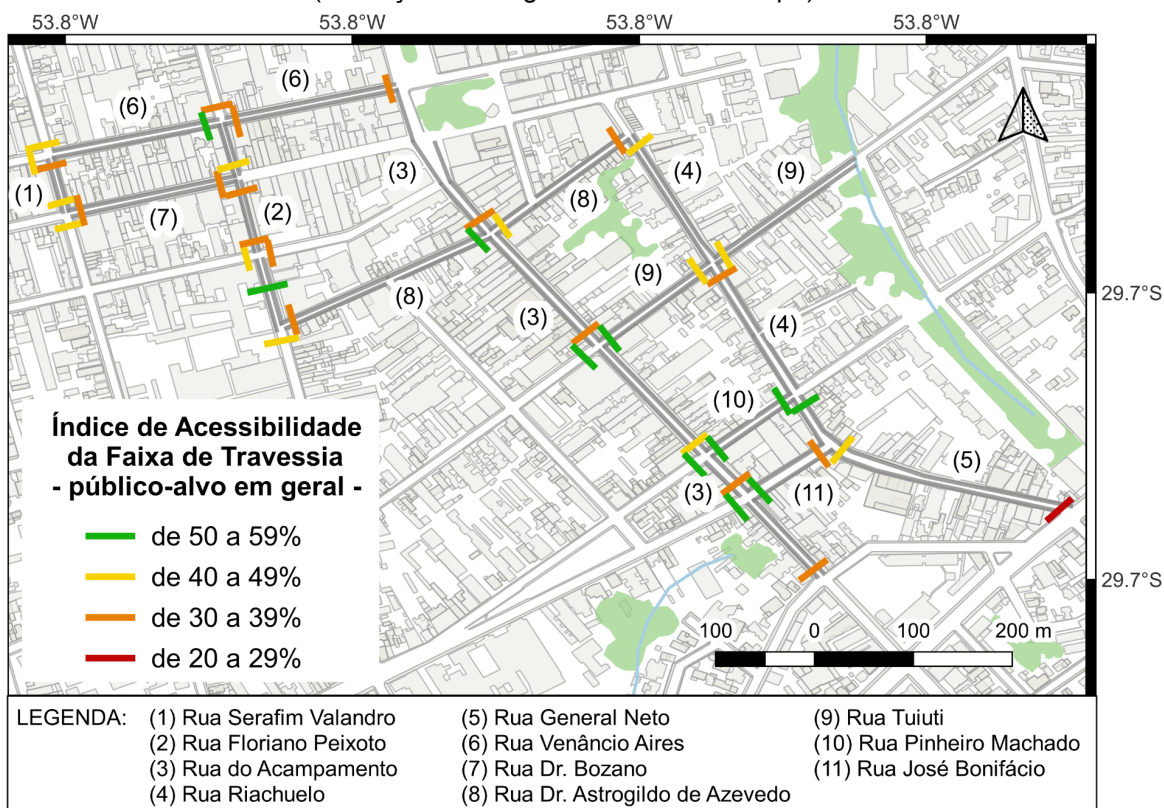 53.8°W 53.8°W 53.8°W 53.8°W
(6)
(6)
(3)
(4)
(9)
(1)
(8)
(7)
(2)
(9)
(8)
(3)
(4)
29.7°S
(10)
(5)
(3)
(11)
29.7°S
Índice de Acessibilidade
da Faixa de Travessia
- público-alvo em geral -
de 50 a 59%
de 40 a 49%
de 30 a 39%
de 20 a 29%
100 0 100 200 m
LEGENDA: (1) Rua Serafim Valandro (5) Rua General Neto (9) Rua Tuiuti
(2) Rua Floriano Peixoto (6) Rua Venâncio Aires (10) Rua Pinheiro Machado
(3) Rua do Acampamento (7) Rua Dr. Bozano (11) Rua José Bonifácio
(4) Rua Riachuelo (8) Rua Dr. Astrogildo de Azevedo